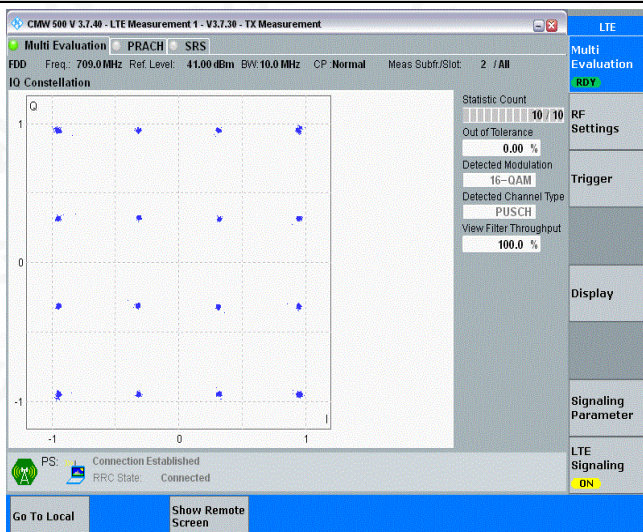 CMW 500 V 3.7.40 - LTE Measurement 1 - V3.7.30 - TX Measurement
LTE
Multi Evaluation PRACH SRS
FDD Freq.: 709.0 MHz Ref. Level: 41.00 dBm BW: 10.0 MHz CP :Normal Meas Subfr./Slot: 2 / All
IQ Constellation
Q
1
0
-1
I
-1 0 1
Statistic Count
10 / 10
Out of Tolerance
0.00 %
Detected Modulation
16-QAM
Detected Channel Type
PUSCH
View Filter Throughput
100.0 %
Multi
Evaluation
RDY
RF
Settings
Trigger
Display
Signaling
Parameter
LTE
Signaling
ON
PS: Connection Established
RRC State: Connected
Go To Local
Show Remote
Screen